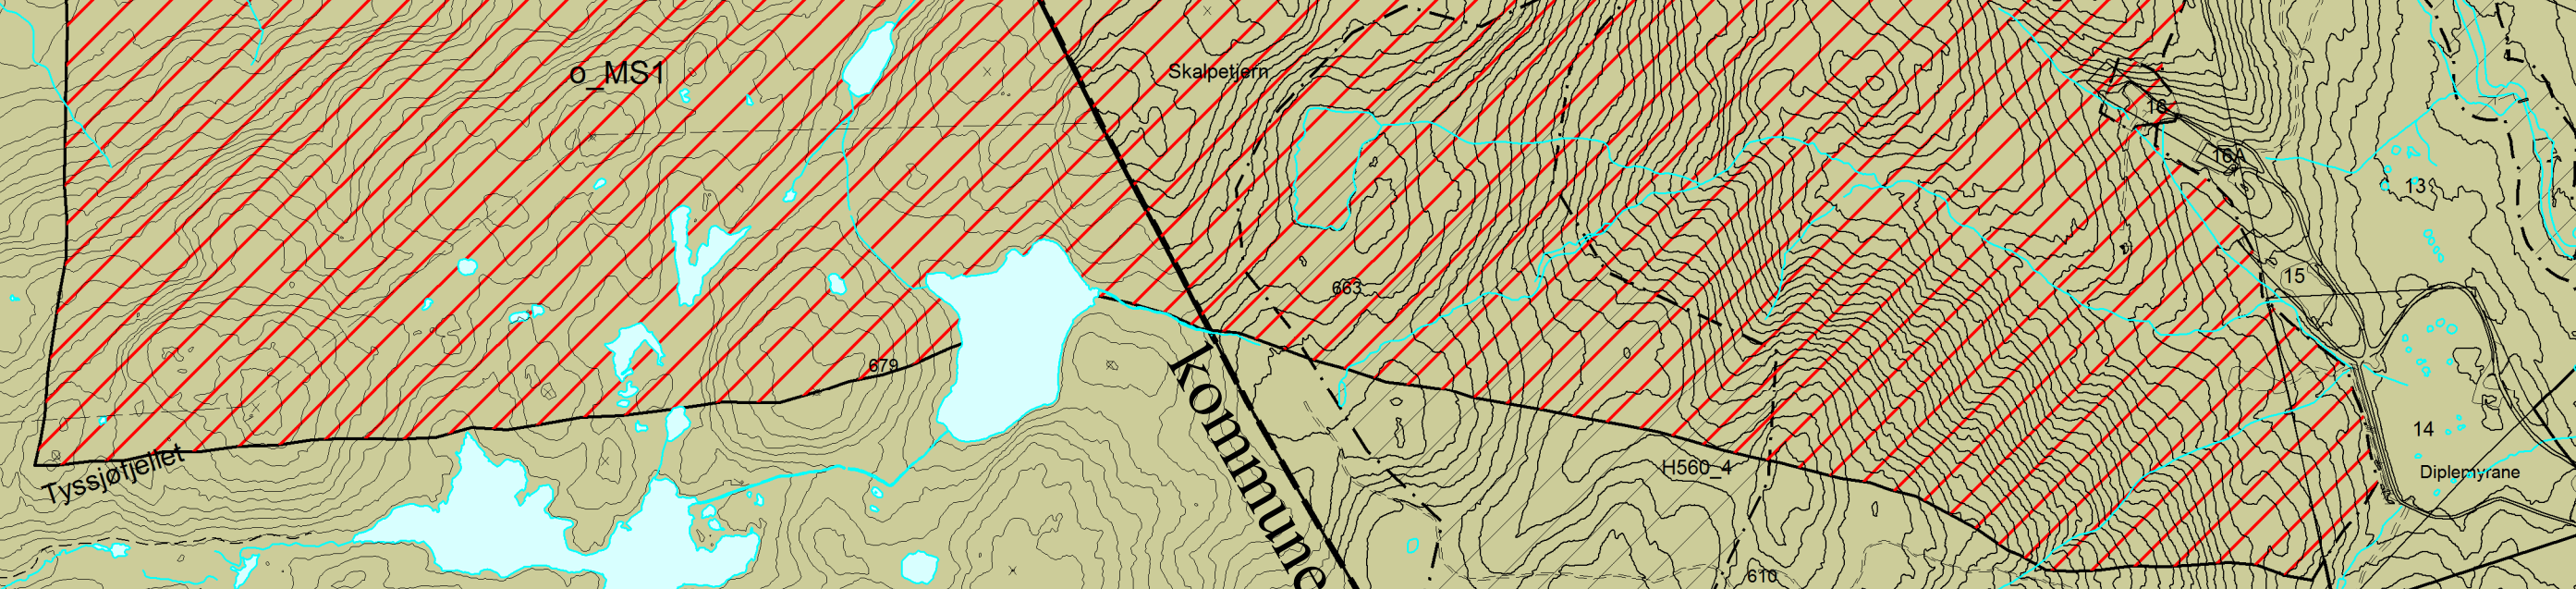 o_MS1
Skalpetjern
16
16A
13
15
663
679
kommune
14
H560_4
Tyssjøfjellet
Diplemyrane
610